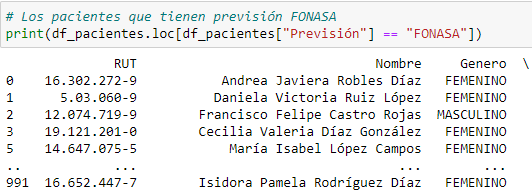 # Los pacientes que tienen previsión FONASA
print(df_pacientes.loc[df_pacientes["Previsión"] == "FONASA"])
RUT Nombre Genero \
0 16.302.272-9 Andrea Javiera Robles Díaz FEMENINO
1 5.03.060-9 Daniela Victoria Ruiz López FEMENINO
2 12.074.719-9 Francisco Felipe Castro Rojas MASCULINO
3 19.121.201-0 Cecilia Valeria Díaz González FEMENINO
5 14.647.075-5 María Isabel López Campos FEMENINO
.. ... ... ...
991 16.652.447-7 Isidora Pamela Rodríguez Díaz FEMENINO